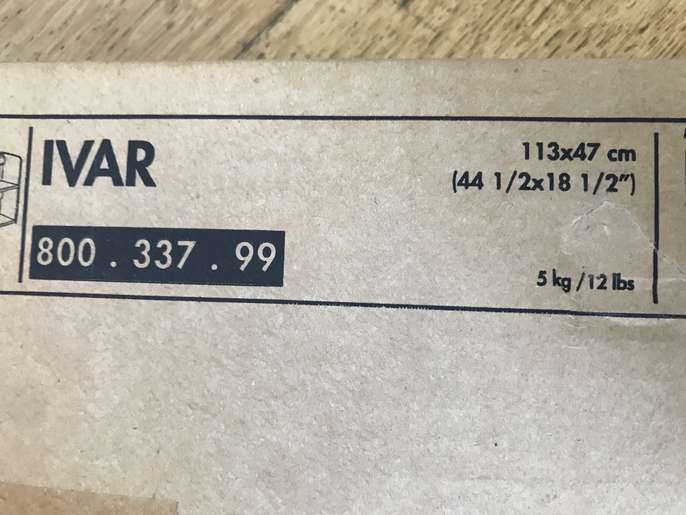 IVAR
800 . 337 . 99
113x47 cm
(44 1/2x18 1/2")
5 kg/12 lbs